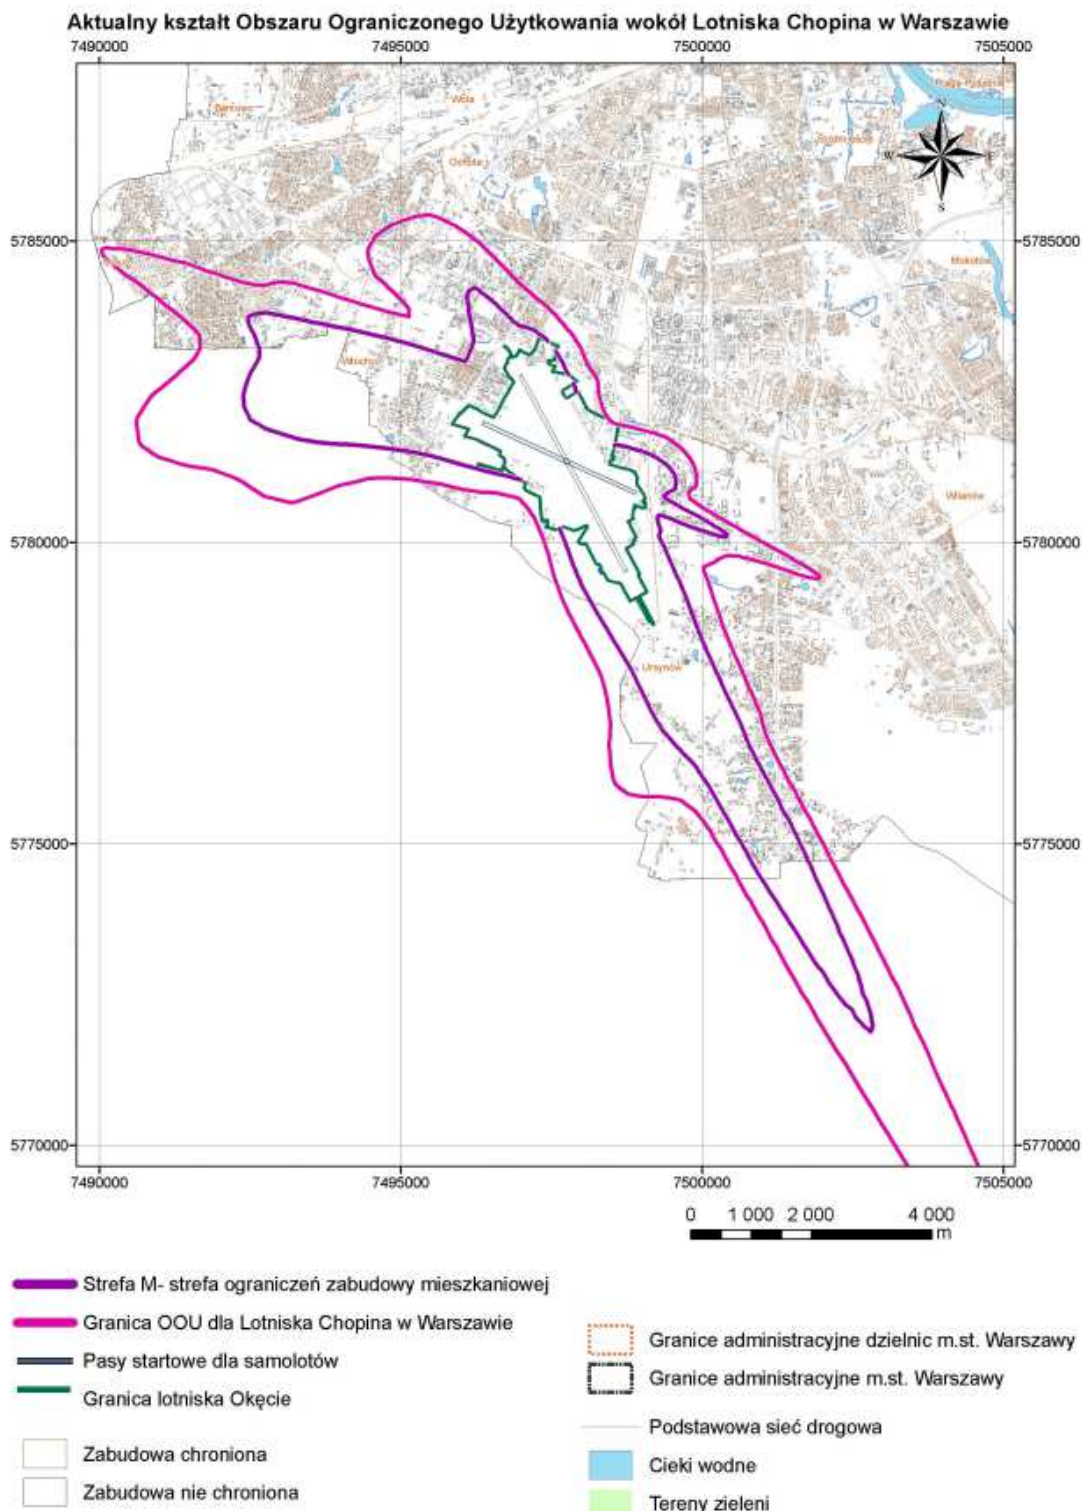 Aktualny kształt Obszaru Ograniczonego Użytkowania wokół Lotniska Chopina w Warszawie
7490000 7495000 7500000 7505000
Wola
Ochota
N
W E
S
5785000 5785000
Mokotów
Włochy
Wilanów
5780000 5780000
Ursynów
5775000 5775000
5770000 5770000
7490000 7495000 7500000 7505000
0 1 000 2 000 4 000
m
Strefa M- strefa ograniczeń zabudowy mieszkaniowej
Granica OOU dla Lotniska Chopina w Warszawie
Pasy startowe dla samolotów
Granica lotniska Okęcie
Zabudowa chroniona
Zabudowa nie chroniona
Granice administracyjne dzielnic m.st. Warszawy
Granice administracyjne m.st. Warszawy
Podstawowa sieć drogowa
Cieki wodne
Tereny zieleni